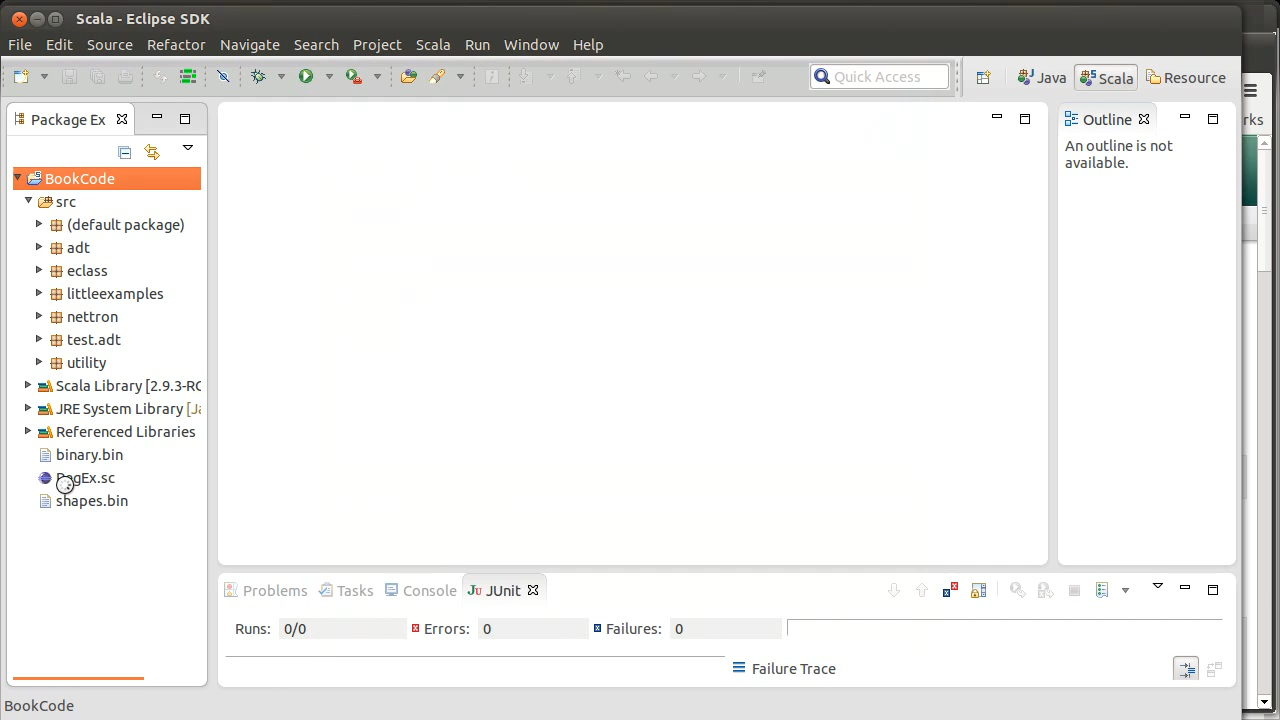 Scala - Eclipse SDK
File Edit Source Refactor Navigate Search Project Scala Run Window Help
Quick Access
Java
Scala
Resource
Package Ex
BookCode
src
(default package)
adt
eclass
littleexamples
nettron
test.adt
utility
Scala Library [2.9.3-RC
JRE System Library [Ja
Referenced Libraries
binary.bin
shapes.bin
Outline
An outline is not
available.
rks
Problems
Tasks
Console
Ju JUnit
Runs: 0/0
Errors: 0
Failures: 0
Failure Trace
BookCode